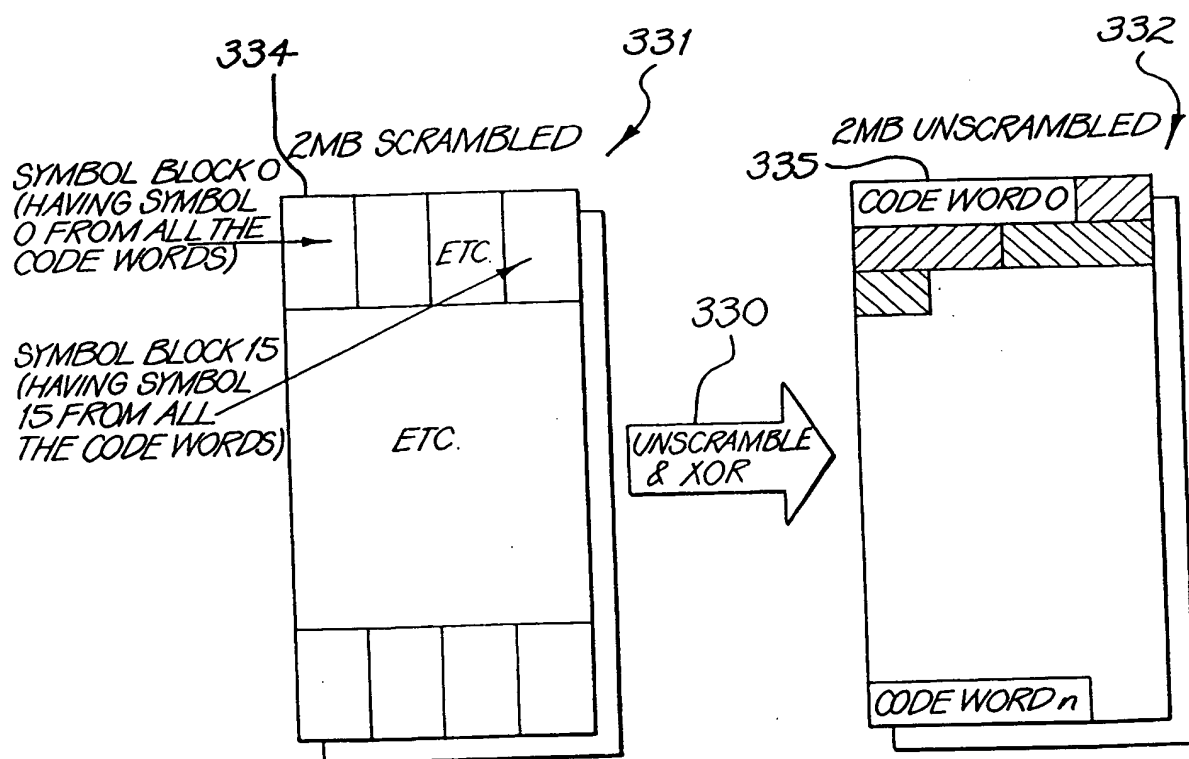 334
331
332
2MB SCRAMBLED
2MB UNSCRAMBLED
335
SYMBOL BLOCK 0
(HAVING SYMBOL
0 FROM ALL THE
CODE WORDS)
ETC.
CODE WORD 0
SYMBOL BLOCK 15
(HAVING SYMBOL
15 FROM ALL
THE CODE WORDS)
ETC.
330
UNSCRAMBLE
& XOR
CODE WORD n